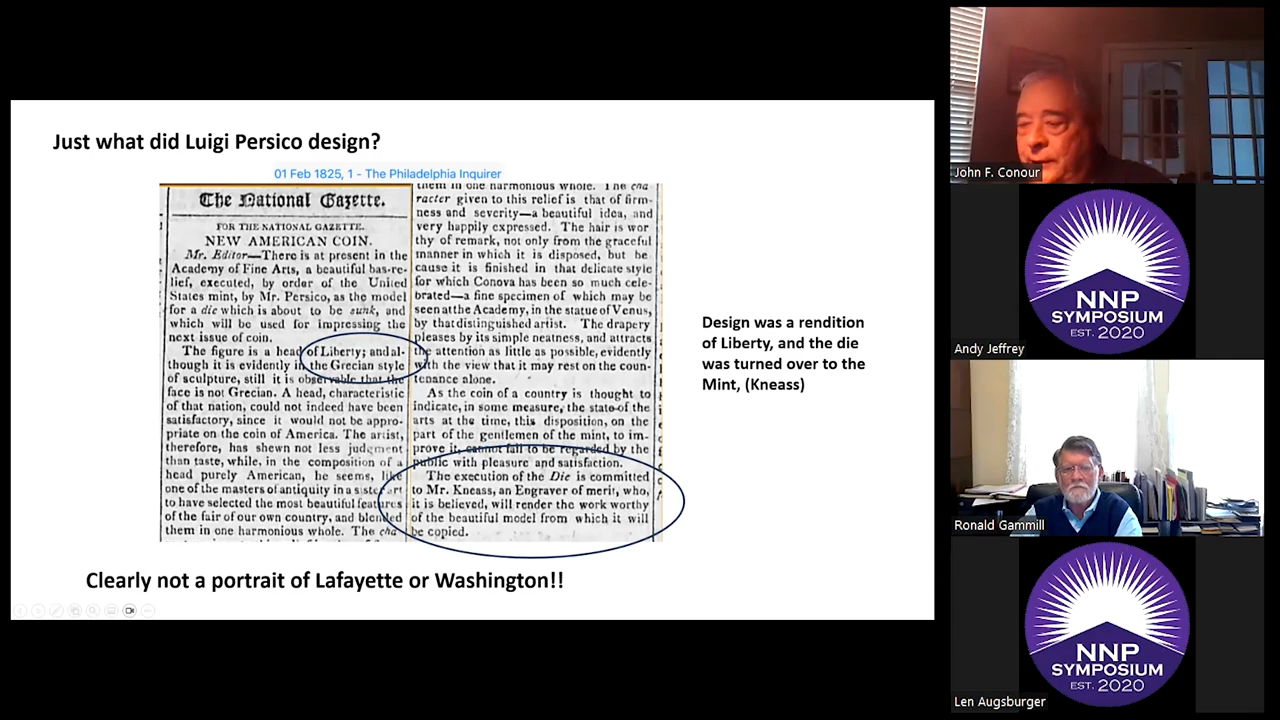 Just what did Luigi Persico design?
01 Feb 1825, 1 - The Philadelphia Inquirer
The National Gazette.
FOR THE NATIONAL GAZETTE.
NEW AMERICAN COIN.
Mr. Editor—There is at present in the
Academy of Fine Arts, a beautiful bas-re-
lief, executed, by order of the United
States mint, by Mr. Persico, as the model
for a die which is about to be sunk, and
which will be used for impressing the
next issue of coin.
The figure is a head of Liberty; and al-
though it is evidently in the Grecian style
of sculpture, still it is observable that the
face is not Grecian. A head, characteristic
of that nation, could not indeed have been
satisfactory, since it would not be appro-
priate on the coin of America. The artist,
therefore, has shewn not less judgment
than taste, while, in the composition of a
head purely American, he seems, like
one of the masters of antiquity in a sister art
to have selected the most beautiful features
of the fair of our own country, and blended
them in one harmonious whole. The cha
them in one harmonious whole. The cha
racter given to this relief is that of firm-
ness and severity—a beautiful idea, and
very happily expressed. The hair is wor
thy of remark, not only from the graceful
manner in which it is disposed, but be
cause it is finished in that delicate style
for which Conova has been so much cele-
brated—a fine specimen of which may be
seen at the Academy, in the statue of Venus,
by that distinguished artist. The drapery
pleases by its simple neatness, and attracts
the attention as little as possible, evidently
with the view that it may rest on the coun-
tenance alone.
As the coin of a country is thought to
indicate, in some measure, the state of the
arts at the time, this disposition, on the
part of the gentlemen of the mint, to im-
prove it, cannot fail to be regarded by the
public with pleasure and satisfaction.
The execution of the Die is committed
to Mr. Kneass, an Engraver of merit, who,
it is believed, will render the work worthy
of the beautiful model from which it will
be copied.
Design was a rendition
of Liberty, and the die
was turned over to the
Mint, (Kneass)
Clearly not a portrait of Lafayette or Washington!!
John F. Conour
NNP
SYMPOSIUM
EST. 2020
Andy Jeffrey
Ronald Gammill
NNP
SYMPOSIUM
EST. 2020
Len Augsburger